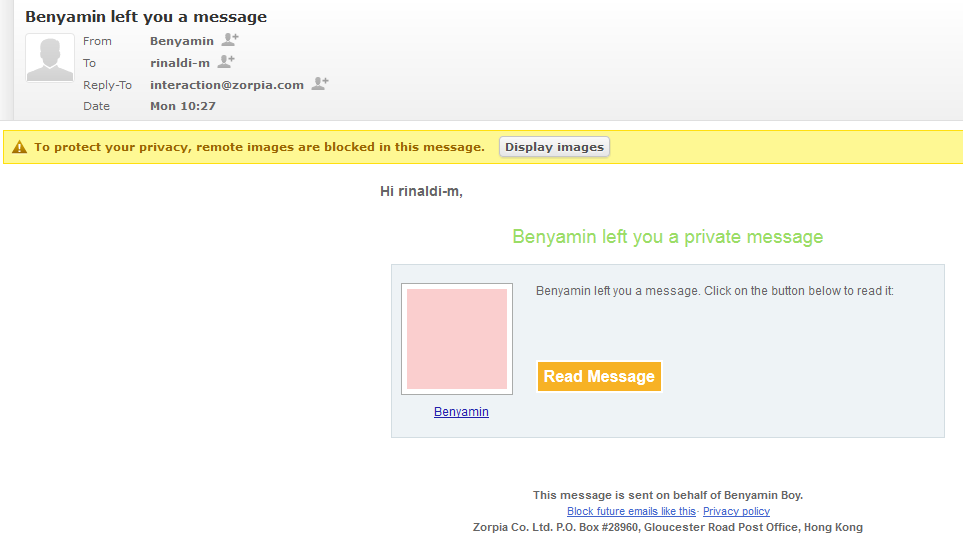 Benyamin left you a message
From Benyamin
To rinaldi-m
Reply-To interaction@zorpia.com
Date Mon 10:27
To protect your privacy, remote images are blocked in this message. Display images
Hi rinaldi-m,
Benyamin left you a private message
Benyamin left you a message. Click on the button below to read it:
Read Message
Benyamin
This message is sent on behalf of Benyamin Boy.
Block future emails like this· Privacy policy
Zorpia Co. Ltd. P.O. Box #28960, Gloucester Road Post Office, Hong Kong